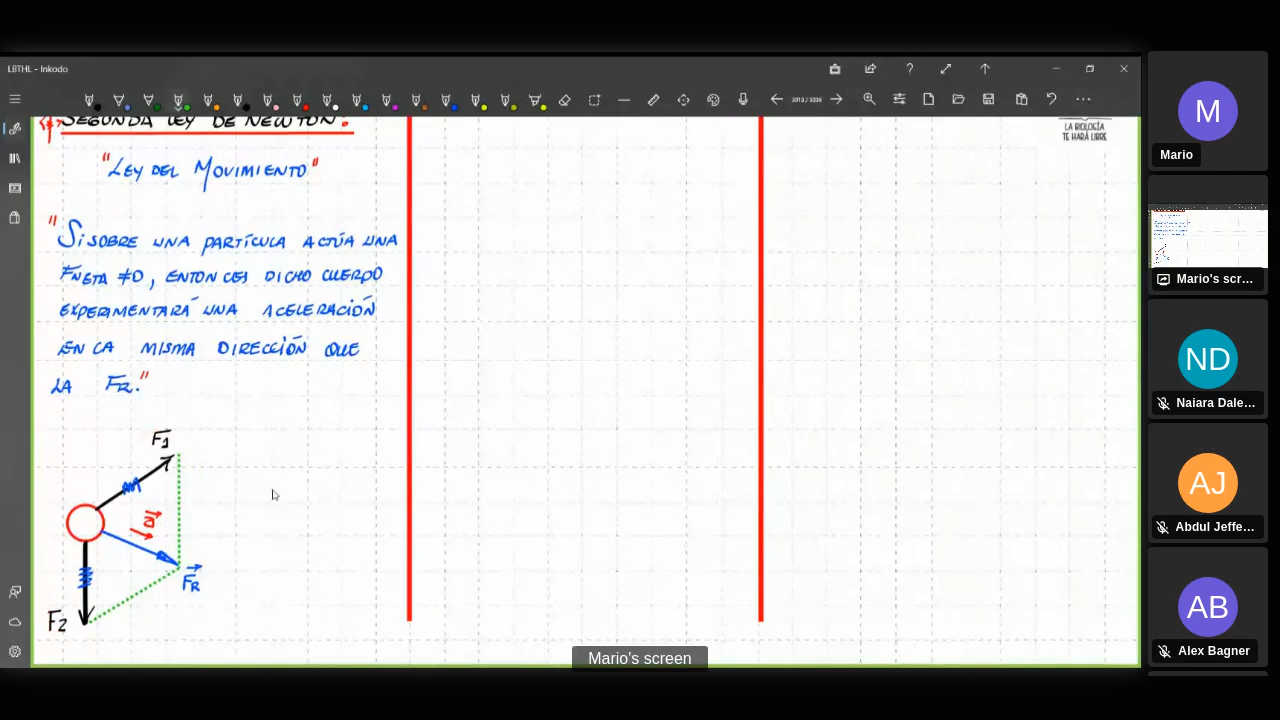 LBTHL - Inkodo
SEGUNDA LEY DE NEWTON:
"LEY DEL MOVIMIENTO"
"SI SOBRE UNA PARTÍCULA ACTÚA UNA
FNETA ≠0, ENTONCES DICHO CUERPO
EXPERIMENTARÁ UNA ACELERACIÓN
EN LA MISMA DIRECCIÓN QUE
LA FR."
F1
a
FR
F2
LA BIOLOGÍA
TE HARÁ LIBRE
Mario's screen
M
Mario
Mario's scr...
ND
Naiara Dale...
AJ
Abdul Jeffe...
AB
Alex Bagner